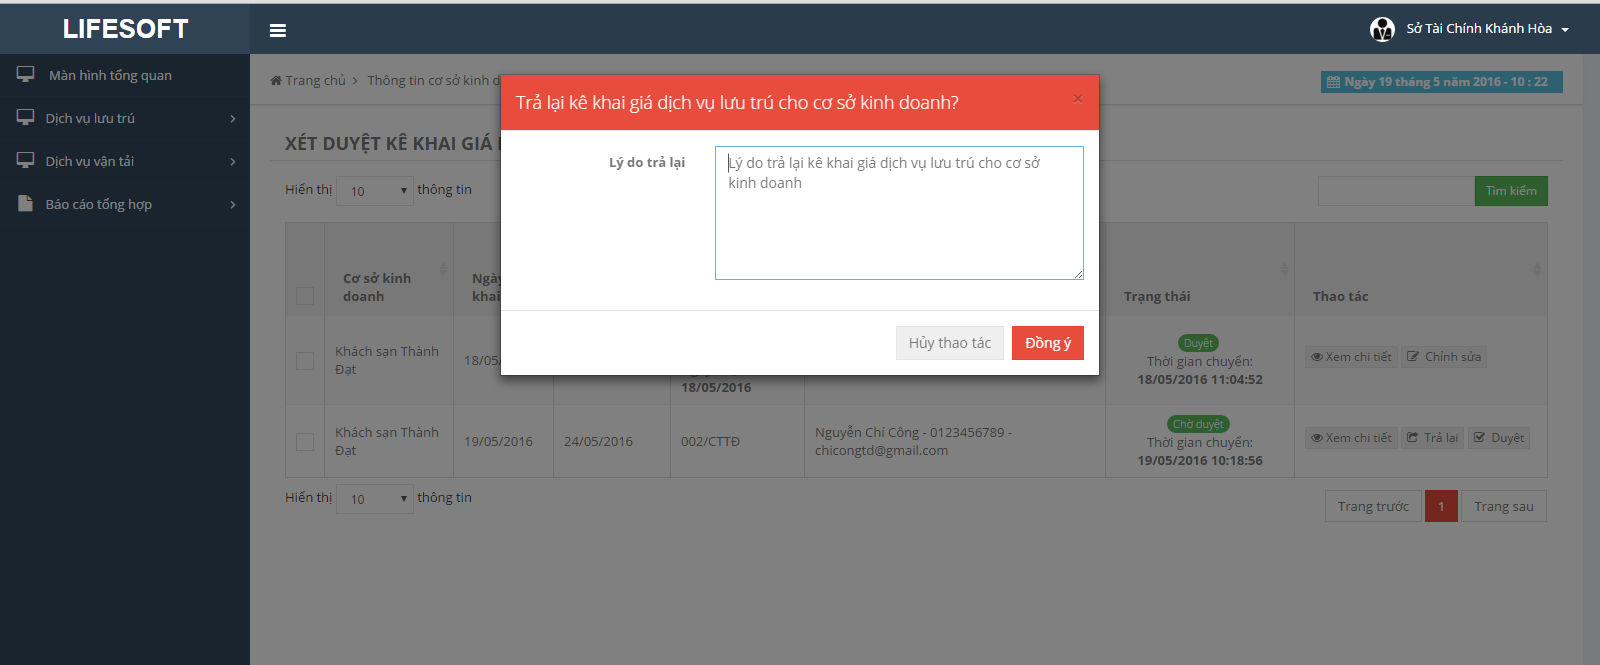 LIFESOFT
Sở Tài Chính Khánh Hòa
Màn hình tổng quan
Dịch vụ lưu trú
Dịch vụ vận tải
Báo cáo tổng hợp
Trang chủ > Thông tin cơ sở kinh
Ngày 19 tháng 5 năm 2016 - 10 : 22
Trả lại kê khai giá dịch vụ lưu trú cho cơ sở kinh doanh?
×
Lý do trả lại
Lý do trả lại kê khai giá dịch vụ lưu trú cho cơ sở
kinh doanh
Hủy thao tác
Đồng ý
XÉT DUYỆT KÊ KHAI GIÁ
Hiển thị 10 thông tin
Tìm kiếm
Cơ sở kinh
doanh
khai
Trạng thái
Thao tác
Khách sạn Thành
Đạt
18/05/2016
Duyệt
Thời gian chuyển:
18/05/2016 11:04:52
Xem chi tiết
Chỉnh sửa
Khách sạn Thành
Đạt
19/05/2016
24/05/2016
002/CTTĐ
Nguyễn Chí Công - 0123456789 -
chicongtd@gmail.com
Chờ duyệt
Thời gian chuyển:
19/05/2016 10:18:56
Xem chi tiết
Trả lại
Duyệt
Hiển thị 10 thông tin
Trang trước
1
Trang sau